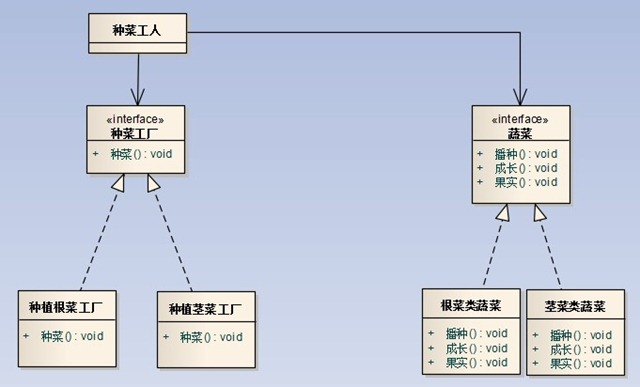 种菜工人
«interface»
种菜工厂
+ 种菜() : void
«interface»
蔬菜
+ 播种() : void
+ 成长() : void
+ 果实() : void
种植根菜工厂
+ 种菜() : void
种植茎菜工厂
+ 种菜() : void
根菜类蔬菜
+ 播种() : void
+ 成长() : void
+ 果实() : void
茎菜类蔬菜
+ 播种() : void
+ 成长() : void
+ 果实() : void